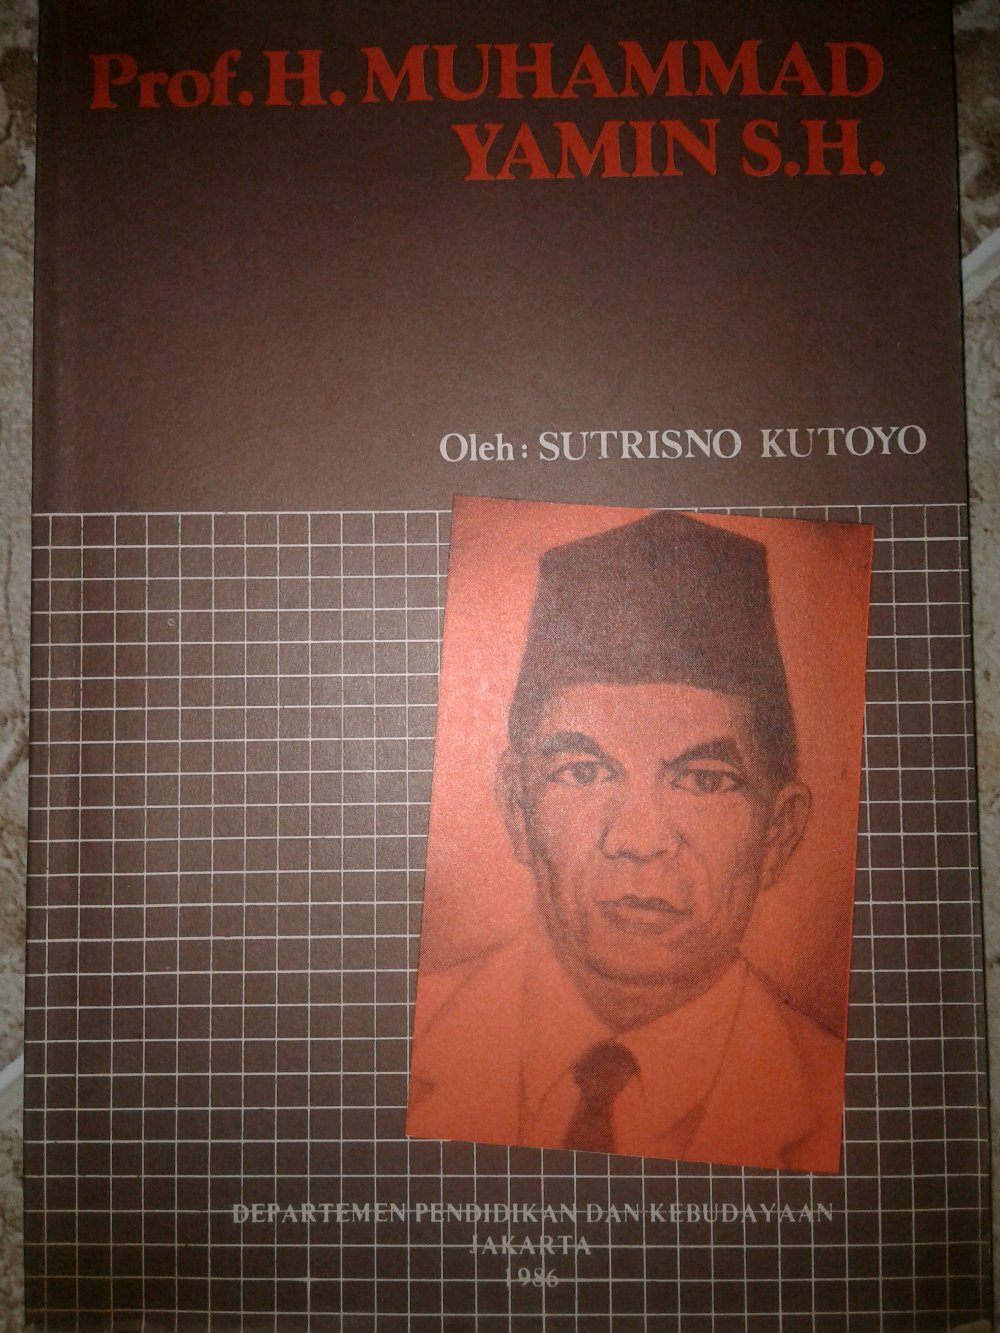 Prof. H. MUHAMMAD
YAMIN S.H.
Oleh : SUTRISNO KUTOYO
DEPARTEMEN PENDIDIKAN DAN KEBUDAYAAN
JAKARTA
1986